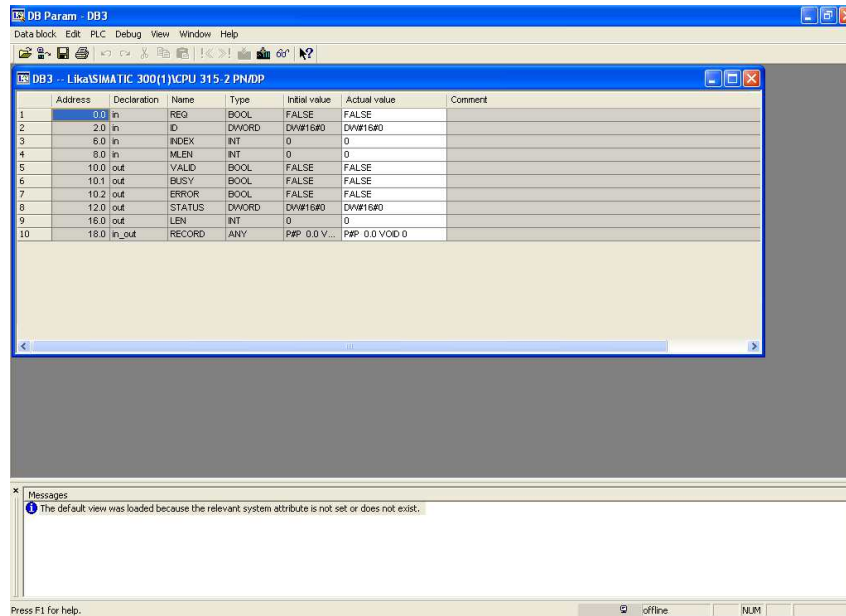 DB Param - DB3
Data block Edit PLC Debug View Window Help
DB3 -- Lika\SIMATIC 300(1)\CPU 315-2 PN/DP
Address Declaration Name Type Initial value Actual value Comment
1 0.0 in REQ BOOL FALSE FALSE
2 2.0 in ID DWORD DW#16#0 DW#16#0
3 6.0 in INDEX INT 0 0
4 8.0 in MLEN INT 0 0
5 10.0 out VALID BOOL FALSE FALSE
6 10.1 out BUSY BOOL FALSE FALSE
7 10.2 out ERROR BOOL FALSE FALSE
8 12.0 out STATUS DWORD DW#16#0 DW#16#0
9 16.0 out LEN INT 0 0
10 18.0 in_out RECORD ANY P#P 0.0 V... P#P 0.0 VOID 0
Messages
The default view was loaded because the relevant system attribute is not set or does not exist.
Press F1 for help. offline NUM